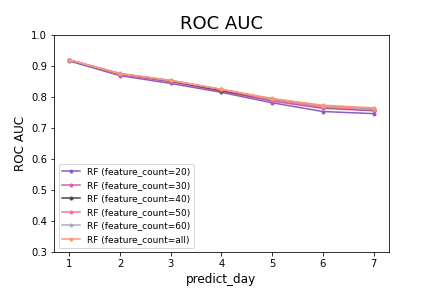 ROC AUC
1.0
0.9
0.8
0.7
0.6
0.5
0.4
0.3
ROC AUC
RF (feature_count=20)
RF (feature_count=30)
RF (feature_count=40)
RF (feature_count=50)
RF (feature_count=60)
RF (feature_count=all)
1 2 3 4 5 6 7
predict_day